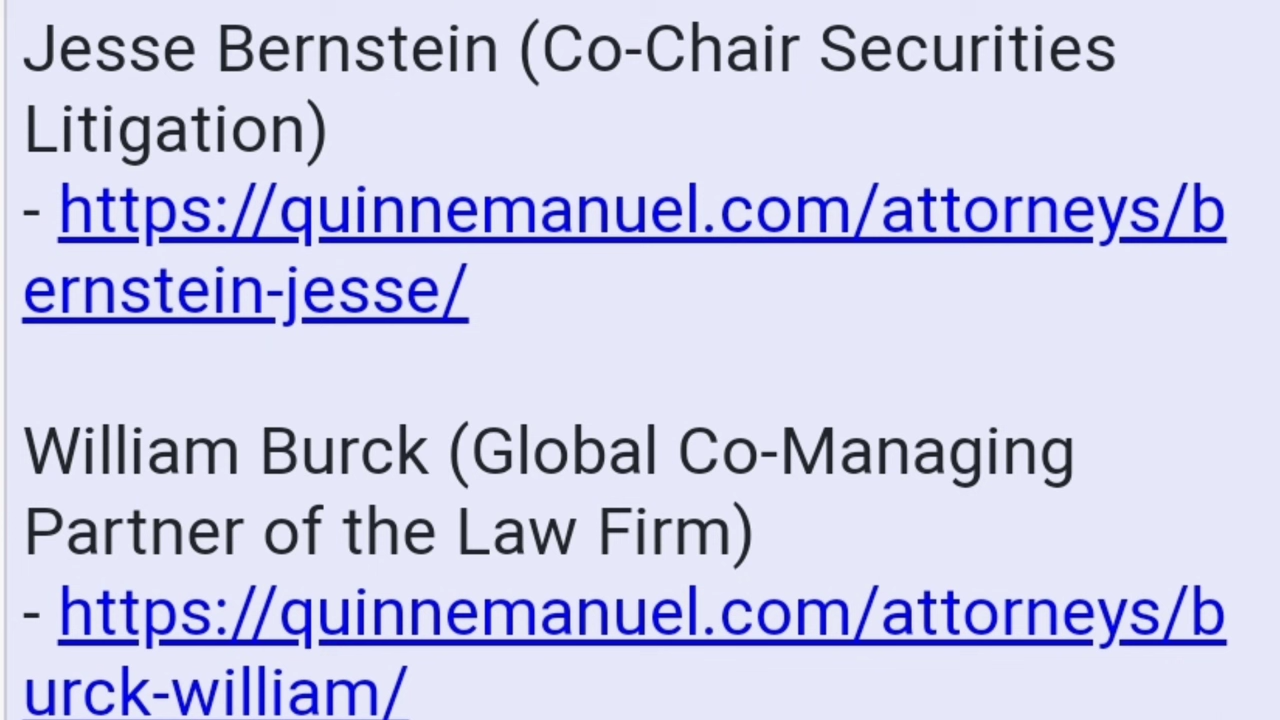 Jesse Bernstein (Co-Chair Securities
Litigation)
- https://quinnemanuel.com/attorneys/b
ernstein-jesse/
William Burck (Global Co-Managing
Partner of the Law Firm)
- https://quinnemanuel.com/attorneys/b
urck-william/